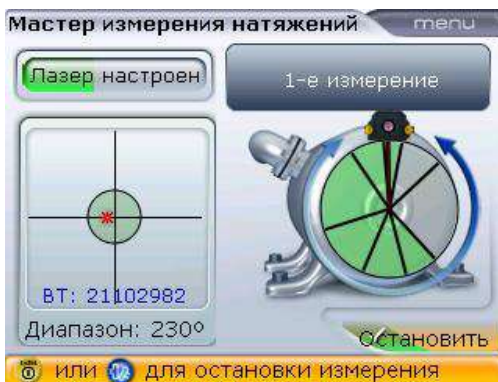 Мастер измерения натяжений menu
Лазер настроен
1-е измерение
BT: 21102982
Диапазон: 230°
Остановить
или для остановки измерения